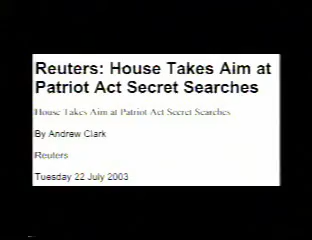 Reuters: House Takes Aim at
Patriot Act Secret Searches
House Takes Aim at Patriot Act Secret Searches
By Andrew Clark
Reuters
Tuesday 22 July 2003